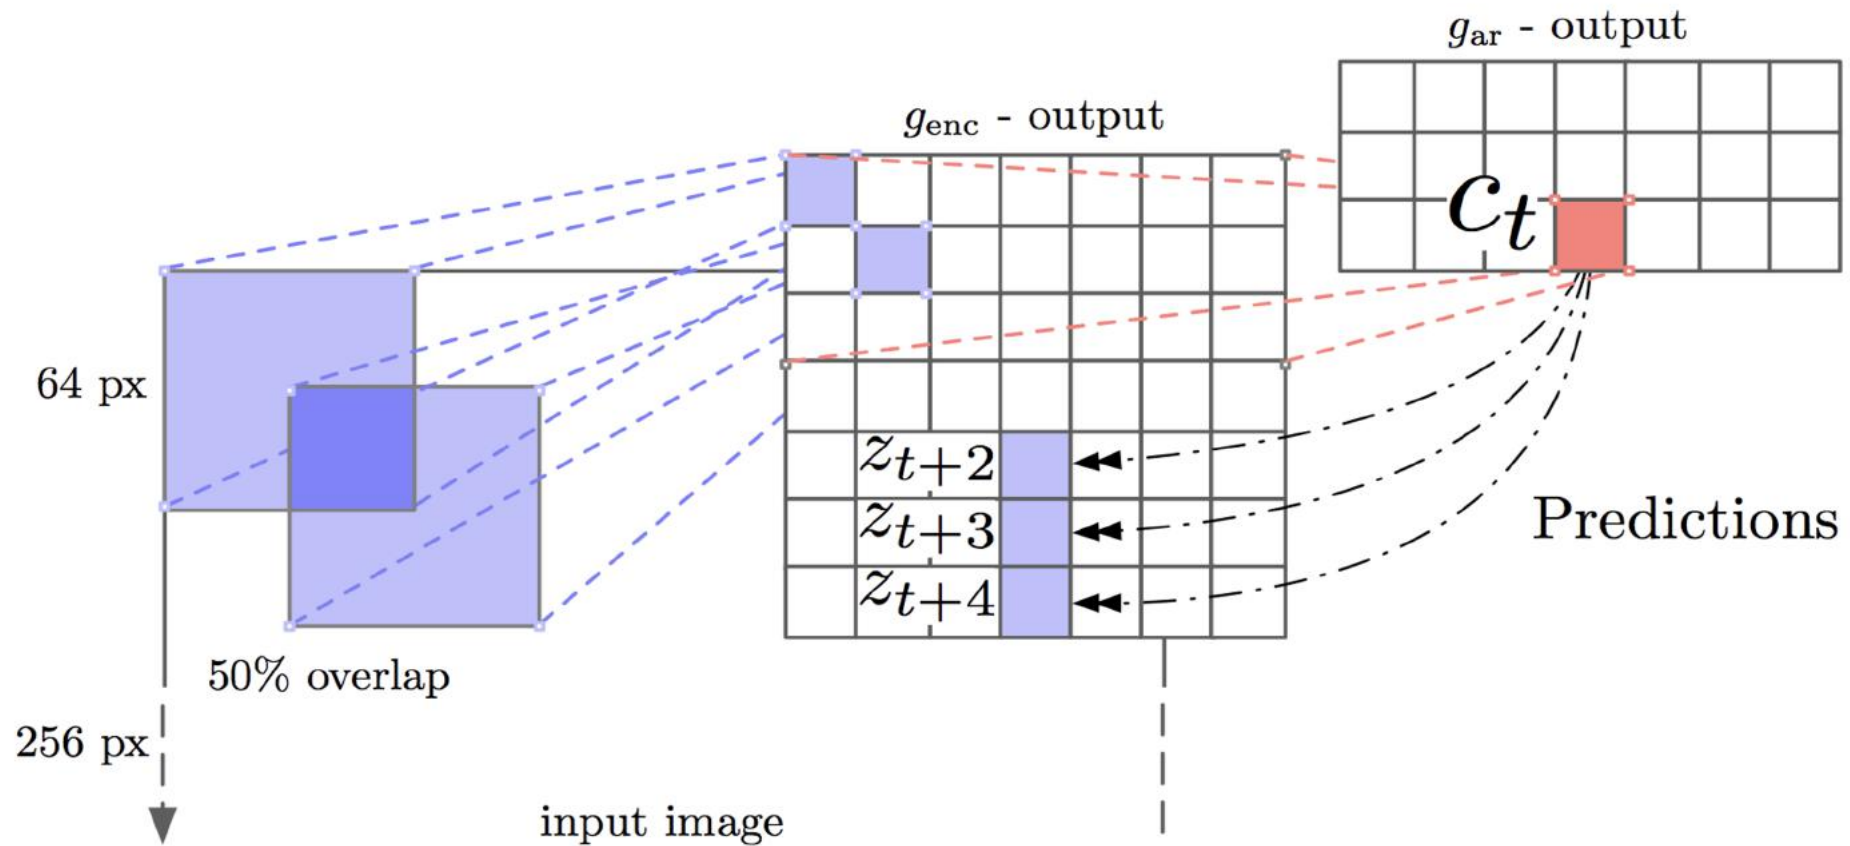 g_ar - output
g_enc - output
c_t
64 px
z_t+2
z_t+3
Predictions
z_t+4
50% overlap
256 px
input image